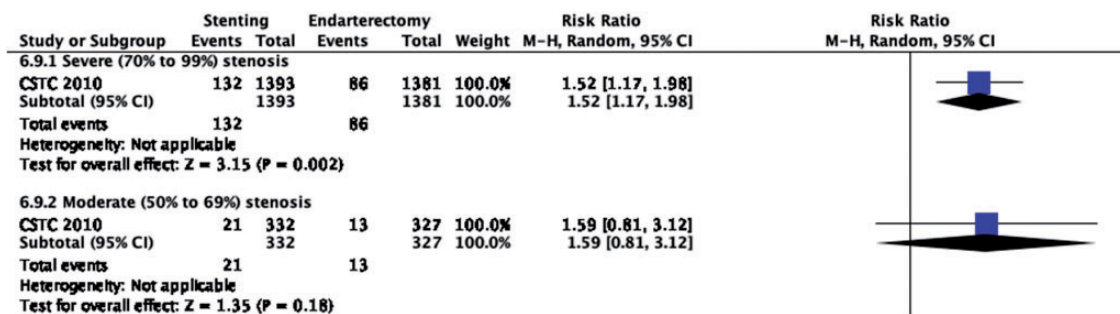 Stenting Endarterectomy Risk Ratio Risk Ratio
Study or Subgroup Events Total Events Total Weight M-H, Random, 95% CI M-H, Random, 95% CI
6.9.1 Severe (70% to 99%) stenosis
CSTC 2010 132 1393 86 1381 100.0% 1.52 [1.17, 1.98]
Subtotal (95% CI) 1393 1381 100.0% 1.52 [1.17, 1.98]
Total events 132 86
Heterogeneity: Not applicable
Test for overall effect: Z = 3.15 (P = 0.002)
6.9.2 Moderate (50% to 69%) stenosis
CSTC 2010 21 332 13 327 100.0% 1.59 [0.81, 3.12]
Subtotal (95% CI) 332 327 100.0% 1.59 [0.81, 3.12]
Total events 21 13
Heterogeneity: Not applicable
Test for overall effect: Z = 1.35 (P = 0.18)